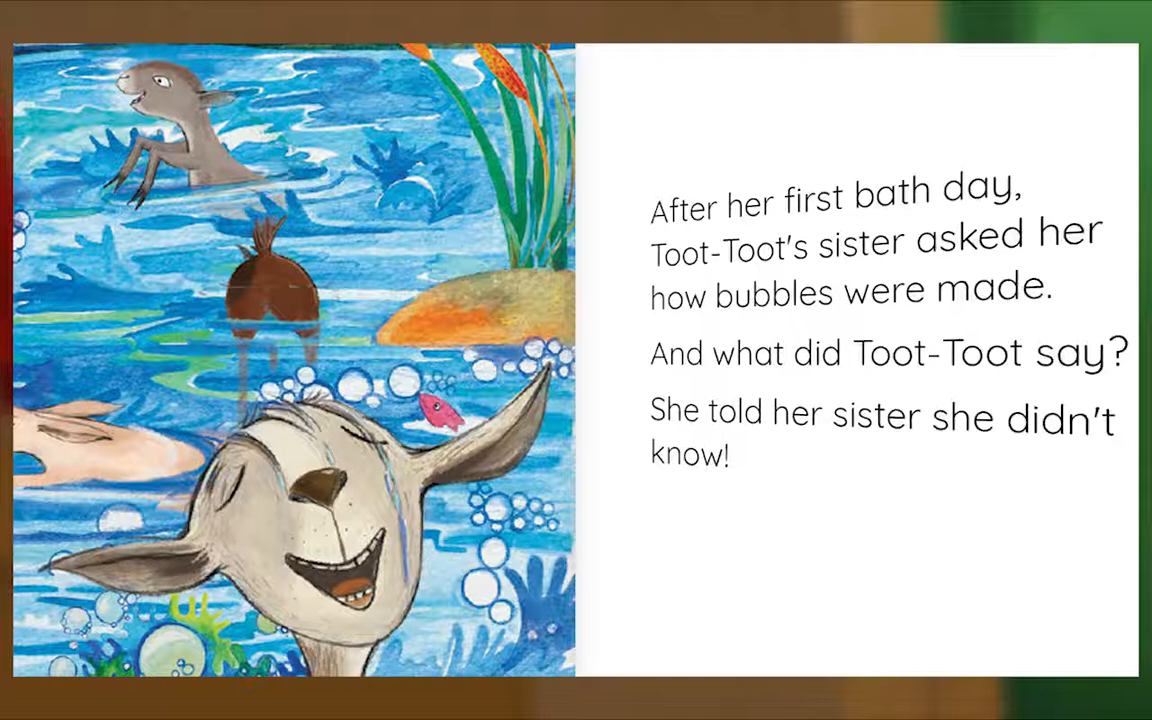 After her first bath day,
Toot-Toot's sister asked her
how bubbles were made.
And what did Toot-Toot say?
She told her sister she didn't
know!